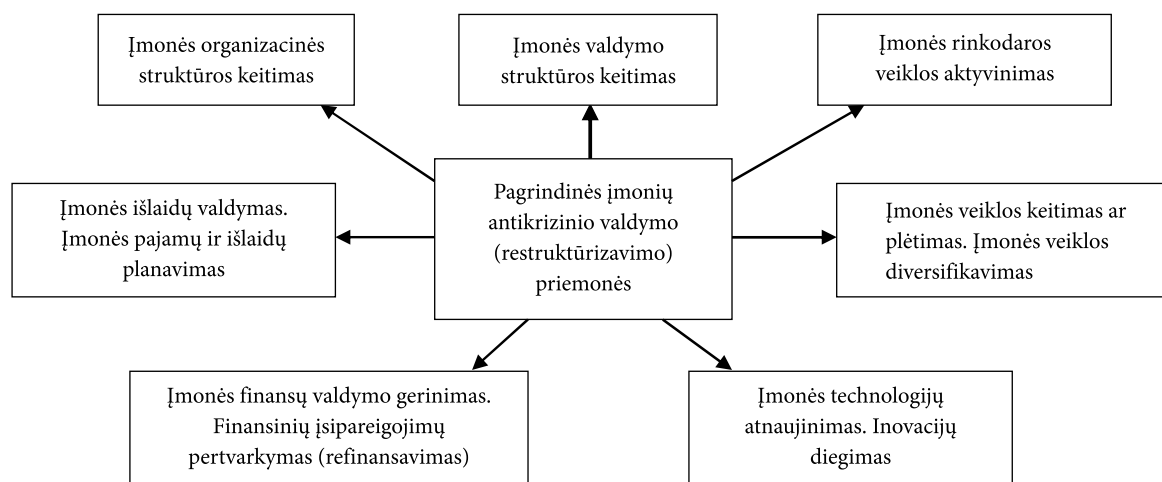 Įmonės organizacinės
struktūros keitimas
Įmonės valdymo
struktūros keitimas
Įmonės rinkodaros
veiklos aktyvinimas
Įmonės išlaidų valdymas.
Įmonės pajamų ir išlaidų
planavimas
Pagrindinės įmonių
antikrizinio valdymo
(restruktūrizavimo)
priemonės
Įmonės veiklos keitimas ar
plėtimas. Įmonės veiklos
diversifikavimas
Įmonės finansų valdymo gerinimas.
Finansinių įsipareigojimų
pertvarkymas (refinansavimas)
Įmonės technologijų
atnaujinimas. Inovacijų
diegimas